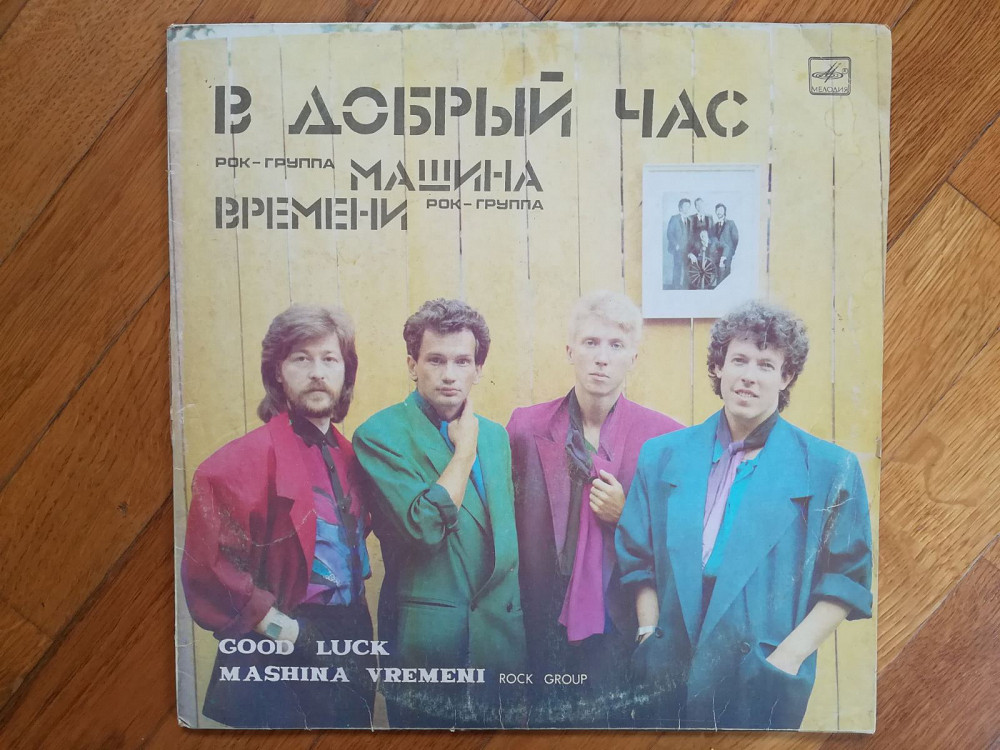 МЕЛОДИЯ
В ДОБРЫЙ ЧАС
РОК-ГРУППА МАШИНА
ВРЕМЕНИ РОК-ГРУППА
GOOD LUCK
MASHINA VREMENI ROCK GROUP